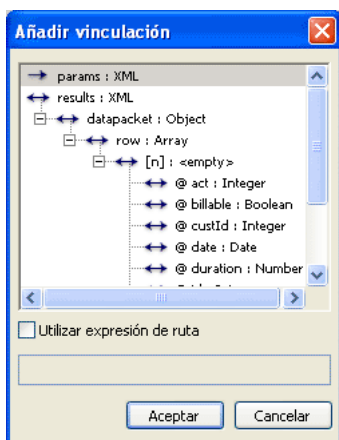 Añadir vinculación
params : XML
results : XML
datapacket : Object
row : Array
[n] : <empty>
@ act : Integer
@ billable : Boolean
@ custId : Integer
@ date : Date
@ duration : Number
Utilizar expresión de ruta
Aceptar Cancelar